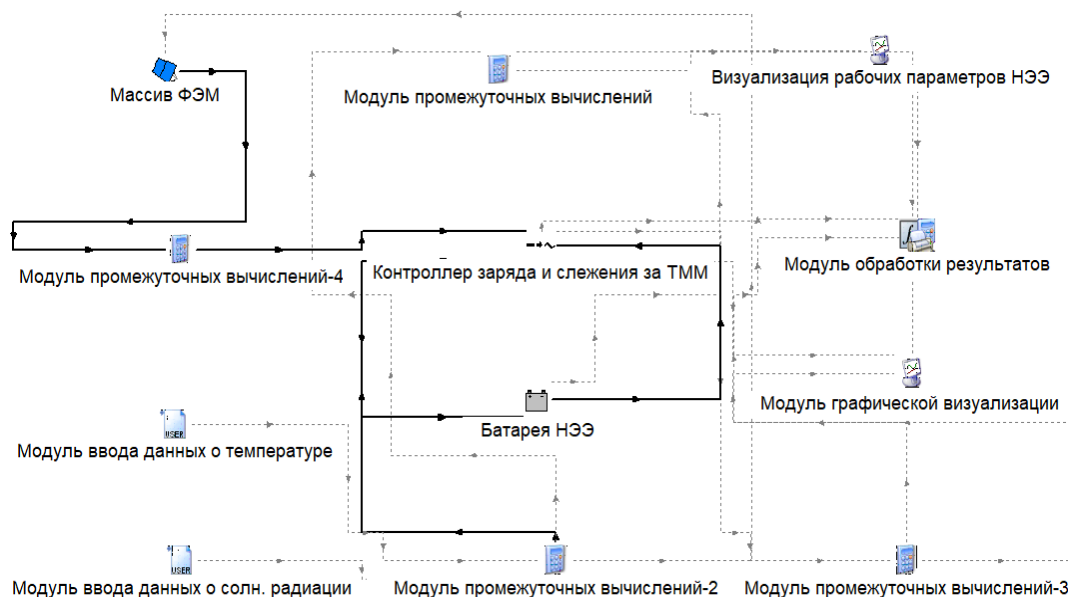 Массив ФЭМ
Модуль промежуточных вычислений
Визуализация рабочих параметров НЭЭ
Модуль промежуточных вычислений-4
Контроллер заряда и слежения за ТММ
Модуль обработки результатов
Батарея НЭЭ
Модуль графической визуализации
USER
Модуль ввода данных о температуре
USER
Модуль ввода данных о солн. радиации
Модуль промежуточных вычислений-2
Модуль промежуточных вычислений-3